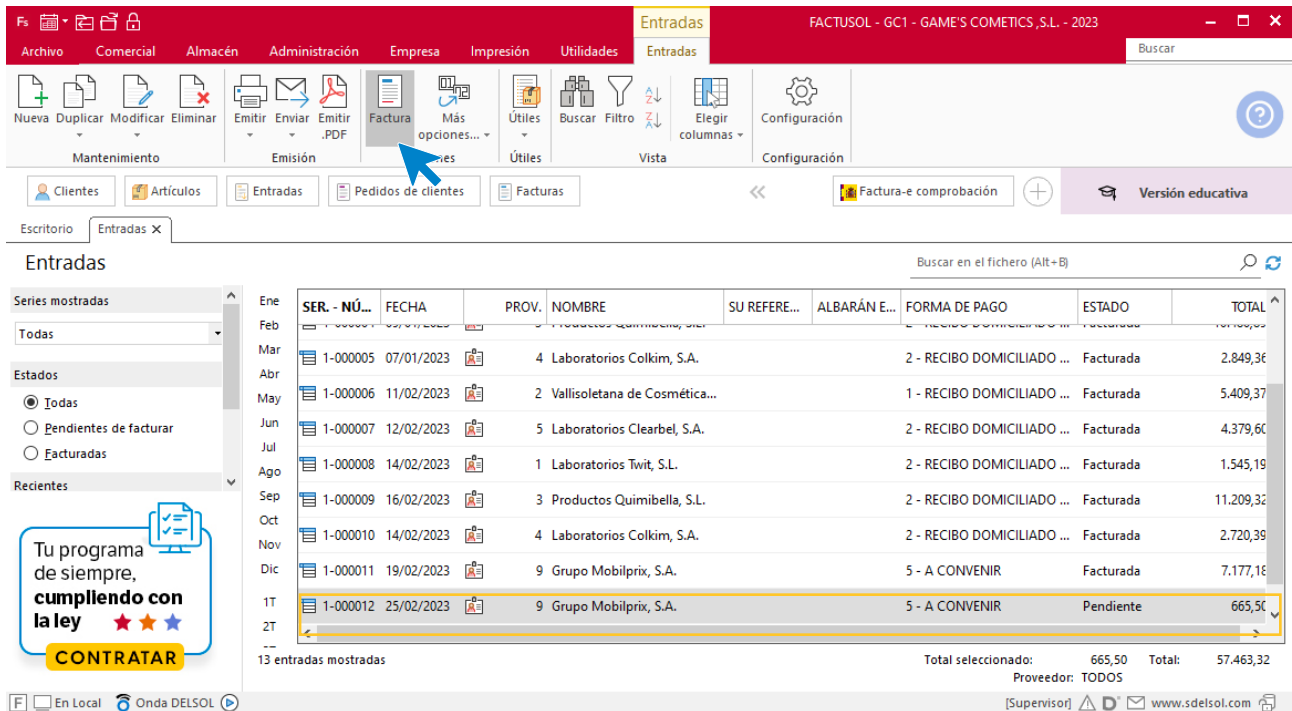 Fs
Entradas
FACTUSOL - GC1 - GAME'S COMETICS ,S.L. - 2023
Archivo Comercial Almacén Administración Empresa Impresión Utilidades Entradas Buscar
Nueva Duplicar Modificar Eliminar Emitir Enviar Emitir .PDF Factura Más opciones... Útiles Buscar Filtro Elegir columnas Configuración
Mantenimiento Emisión Útiles Vista Configuración
Clientes Artículos Entradas Pedidos de clientes Facturas Factura-e comprobación Versión educativa
Escritorio Entradas
Entradas
Buscar en el fichero (Alt+B)
Series mostradas
Todas
Estados
Todas
Pendientes de facturar
Facturadas
Recientes
Tu programa
de siempre,
cumpliendo con
la ley
CONTRATAR
Ene
Feb
Mar
Abr
May
Jun
Jul
Ago
Sep
Oct
Nov
Dic
1T
2T
SER. - NÚ... FECHA PROV. NOMBRE SU REFERE... ALBARÁN E... FORMA DE PAGO ESTADO TOTAL
1-000005 07/01/2023 4 Laboratorios Colkim, S.A. 2 - RECIBO DOMICILIADO ... Facturada 2.849,36
1-000006 11/02/2023 2 Vallisoletana de Cosmética... 1 - RECIBO DOMICILIADO ... Facturada 5.409,37
1-000007 12/02/2023 5 Laboratorios Clearbel, S.A. 2 - RECIBO DOMICILIADO ... Facturada 4.379,60
1-000008 14/02/2023 1 Laboratorios Twit, S.L. 2 - RECIBO DOMICILIADO ... Facturada 1.545,19
1-000009 16/02/2023 3 Productos Quimibella, S.L. 2 - RECIBO DOMICILIADO ... Facturada 11.209,32
1-000010 14/02/2023 4 Laboratorios Colkim, S.A. 2 - RECIBO DOMICILIADO ... Facturada 2.720,39
1-000011 19/02/2023 9 Grupo Mobilprix, S.A. 5 - A CONVENIR Facturada 7.177,18
1-000012 25/02/2023 9 Grupo Mobilprix, S.A. 5 - A CONVENIR Pendiente 665,50
13 entradas mostradas Total seleccionado: 665,50 Total: 57.463,32
Proveedor: TODOS
F En Local Onda DELSOL [Supervisor] D www.sdelsol.com